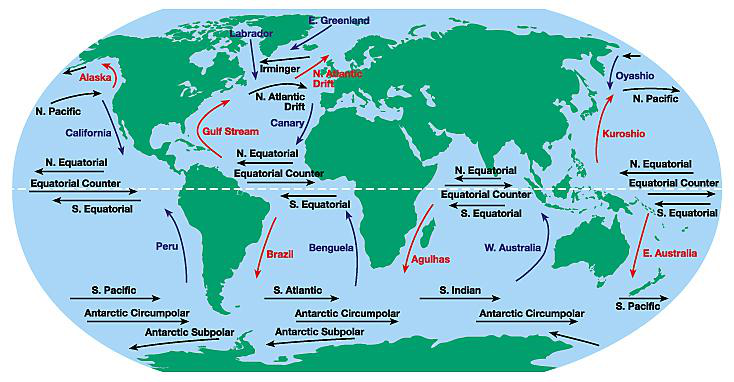 E. Greenland
Labrador
Irminger
N. Atlantic
Drift
Alaska
Oyashio
N. Pacific
N. Atlantic
Drift
N. Pacific
California
Gulf Stream
Canary
Kuroshio
N. Equatorial
N. Equatorial
N. Equatorial
N. Equatorial
Equatorial Counter
Equatorial Counter
Equatorial Counter
Equatorial Counter
S. Equatorial
S. Equatorial
S. Equatorial
S. Equatorial
Peru
Brazil
Benguela
Agulhas
W. Australia
E. Australia
S. Pacific
S. Atlantic
S. Indian
S. Pacific
Antarctic Circumpolar
Antarctic Circumpolar
Antarctic Circumpolar
Antarctic Subpolar
Antarctic Subpolar